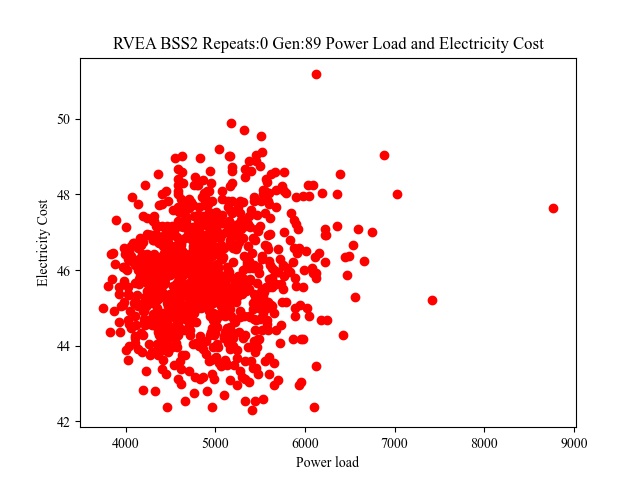 RVEA BSS2 Repeats:0 Gen:89 Power Load and Electricity Cost
50
48
46
44
42
Electricity Cost
4000 5000 6000 7000 8000 9000
Power load